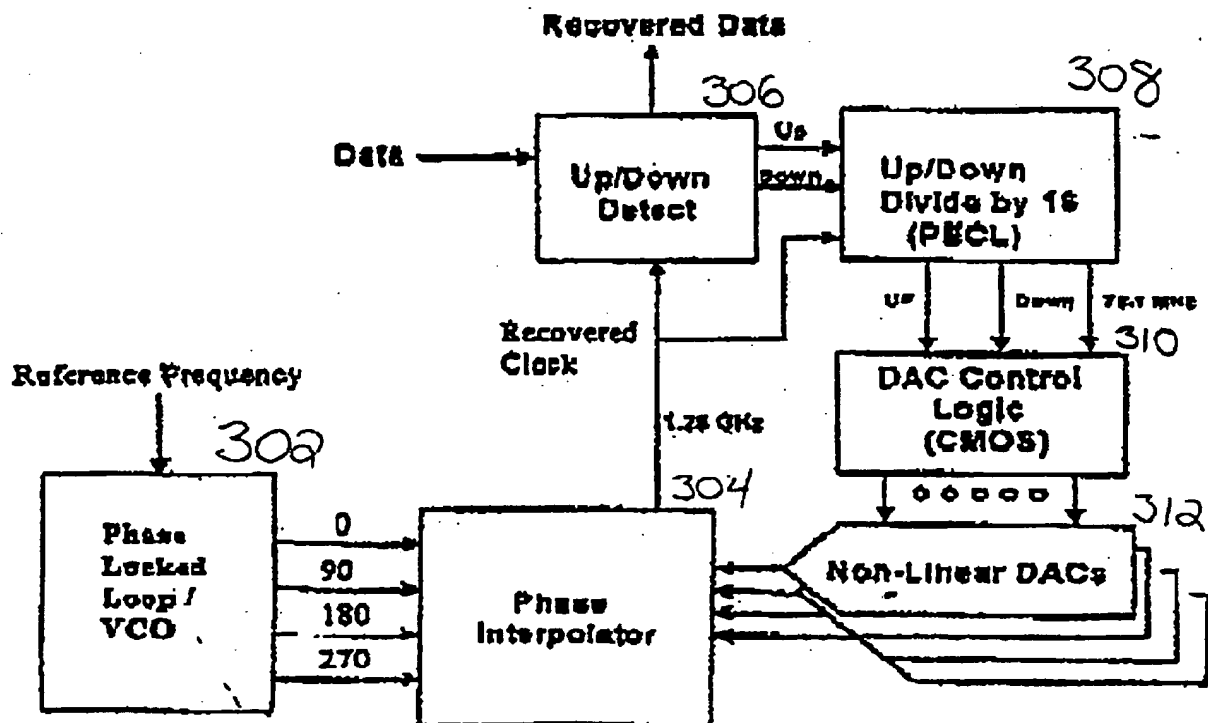 Recovered Data
306
308
Data
Up
Down
Up/Down
Detect
Up/Down
Divide by 16
(PECL)
Up
Down
Recovered
Clock
310
Reference Frequency
DAC Control
Logic
(CMOS)
302
1.25 GHz
304
312
Phase
Locked
Loop/
VCO
0
90
180
270
Phase
Interpolator
Non-Linear DACs